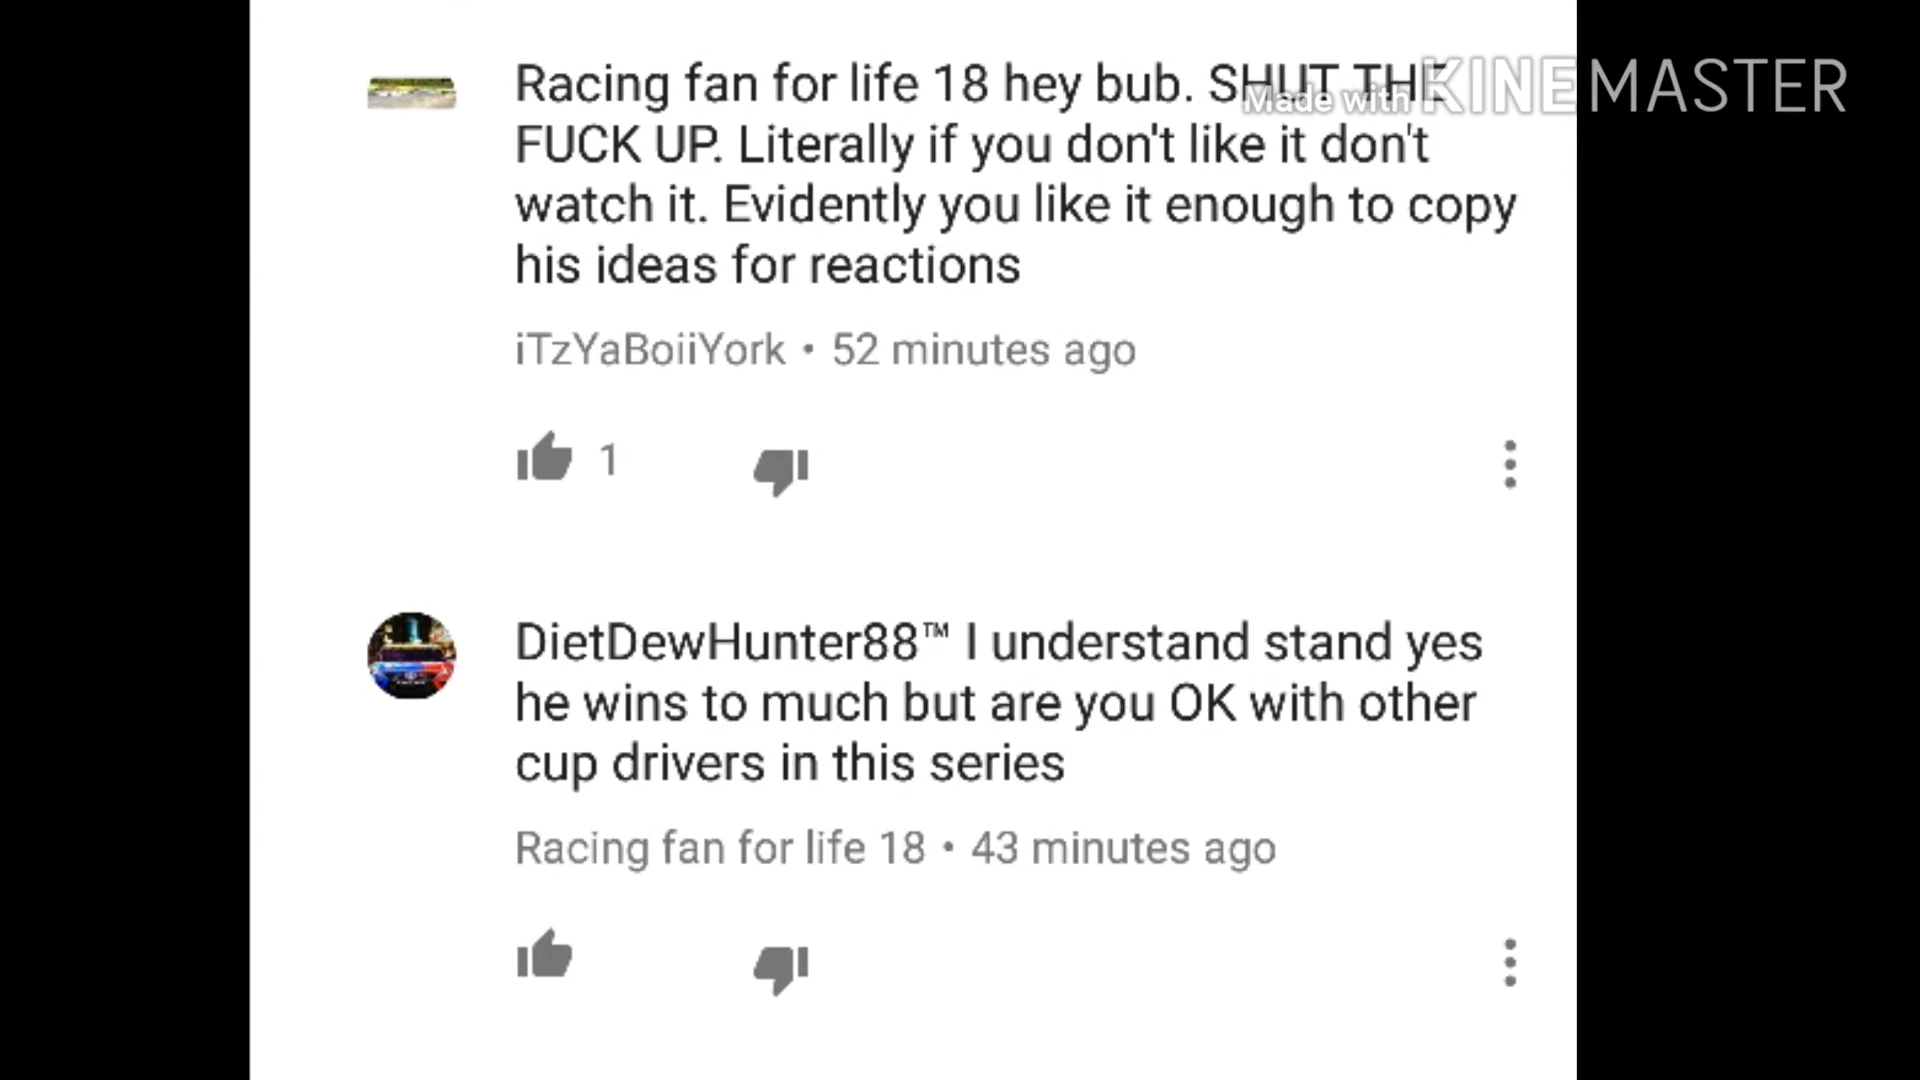 Racing fan for life 18 hey bub. SHUT THE
Made with KINEMASTER
FUCK UP. Literally if you don't like it don't
watch it. Evidently you like it enough to copy
his ideas for reactions
iTzYaBoiiYork • 52 minutes ago
1
DietDewHunter88™ I understand stand yes
he wins to much but are you OK with other
cup drivers in this series
Racing fan for life 18 • 43 minutes ago